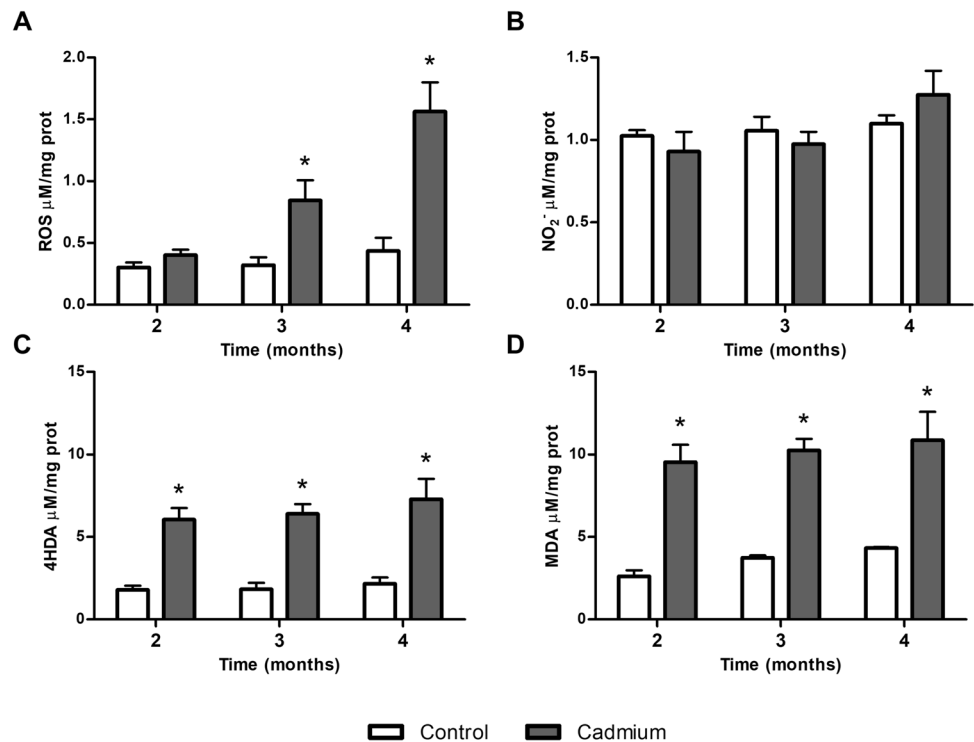 A
ROS μM/mg prot
2.0
1.5
1.0
0.5
0.0
*
*
2 3 4
Time (months)
B
NO₂⁻ μM/mg prot
1.5
1.0
0.5
0.0
2 3 4
Time (months)
C
4HDA μM/mg prot
15
10
5
0
* * *
2 3 4
Time (months)
D
MDA μM/mg prot
15
10
5
0
* * *
2 3 4
Time (months)
Control Cadmium